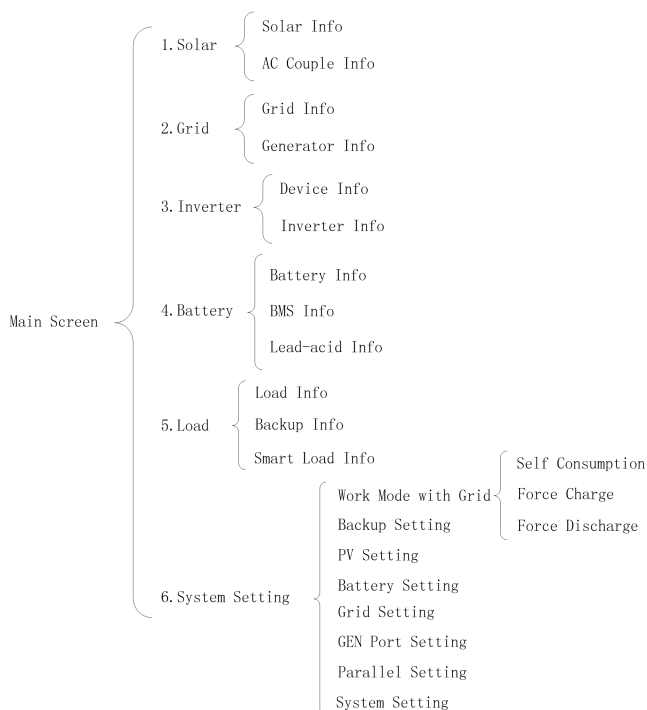 Main Screen
1.Solar
Solar Info
AC Couple Info
2.Grid
Grid Info
Generator Info
3.Inverter
Device Info
Inverter Info
4.Battery
Battery Info
BMS Info
Lead-acid Info
5.Load
Load Info
Backup Info
Smart Load Info
6.System Setting
Work Mode with Grid
Self Consumption
Force Charge
Force Discharge
Backup Setting
PV Setting
Battery Setting
Grid Setting
GEN Port Setting
Parallel Setting
System Setting